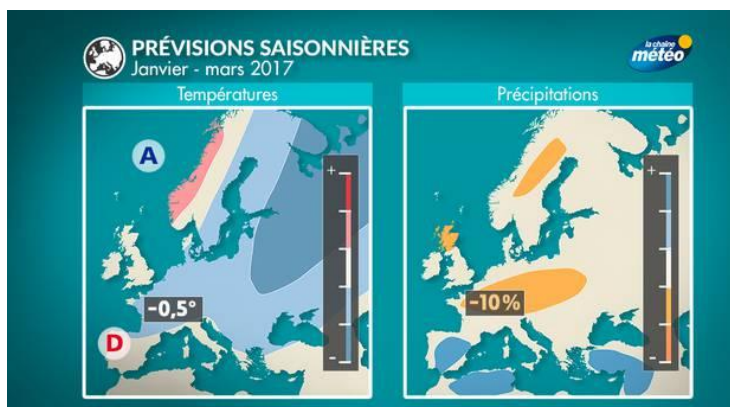 PRÉVISIONS SAISONNIÈRES
Janvier - mars 2017
la chaîne
météo
Températures
Précipitations
A
+
+
-0,5°
-10%
D
-
-